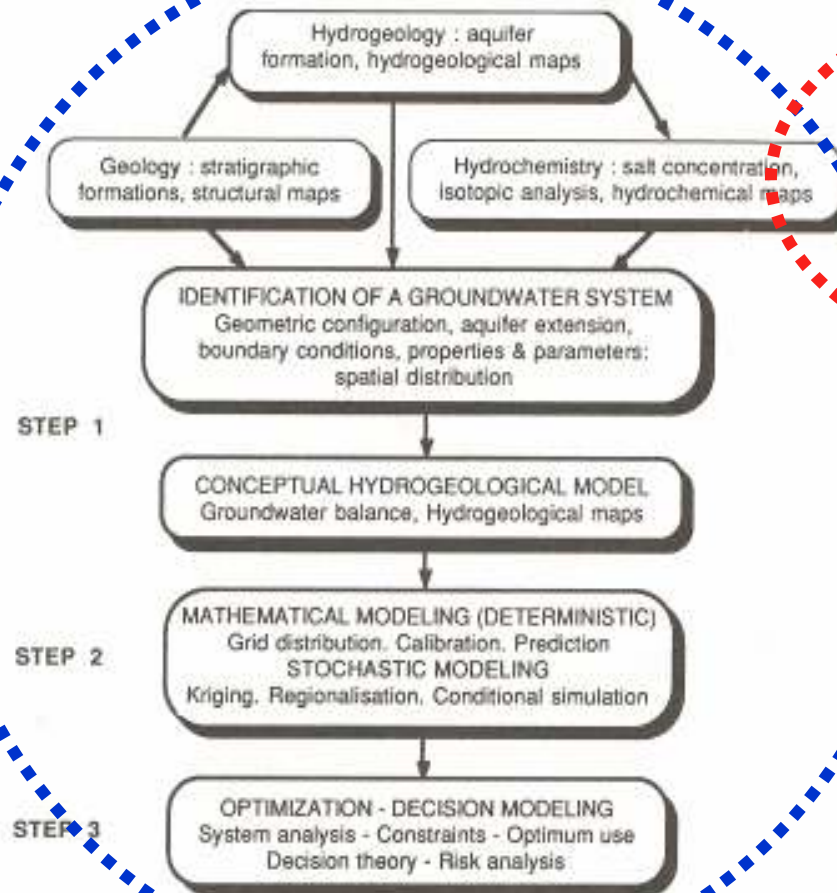 Hydrogeology : aquifer
formation, hydrogeological maps
Geology : stratigraphic
formations, structural maps
Hydrochemistry : salt concentration,
isotopic analysis, hydrochemical maps
IDENTIFICATION OF A GROUNDWATER SYSTEM
Geometric configuration, aquifer extension,
boundary conditions, properties & parameters:
spatial distribution
STEP 1
CONCEPTUAL HYDROGEOLOGICAL MODEL
Groundwater balance, Hydrogeological maps
MATHEMATICAL MODELING (DETERMINISTIC)
Grid distribution. Calibration. Prediction
STEP 2
STOCHASTIC MODELING
Kriging. Regionalisation. Conditional simulation
OPTIMIZATION - DECISION MODELING
STEP 3
System analysis - Constraints - Optimum use
Decision theory - Risk analysis